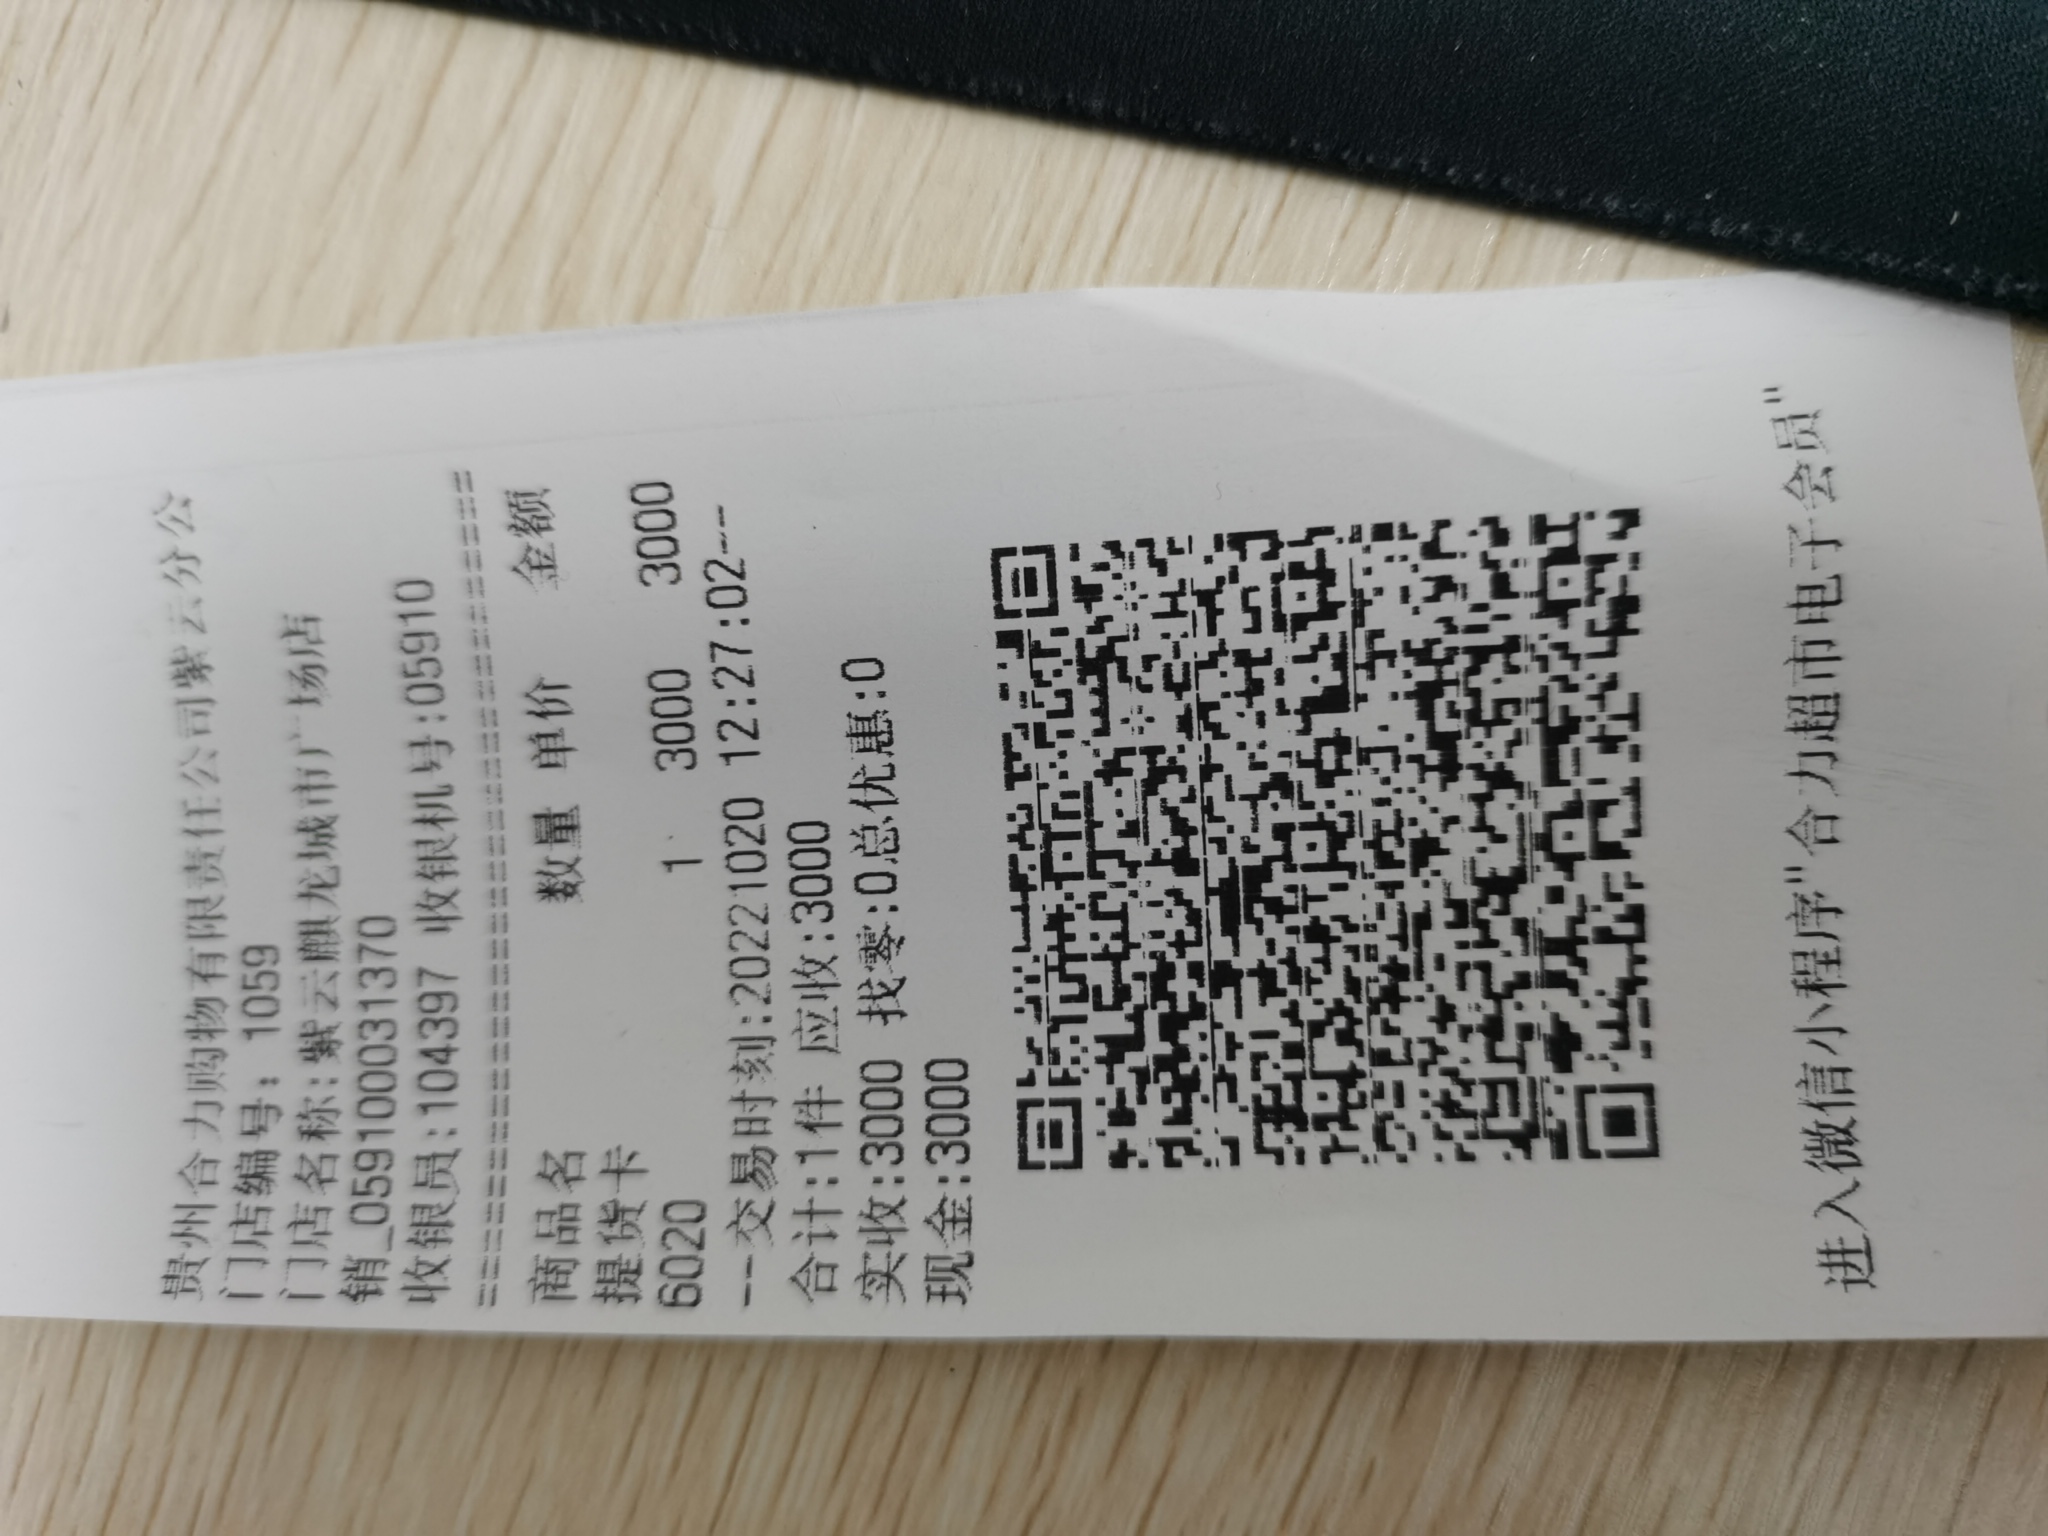 贵州合力购物有限责任公司紫云分公
门店编号：1059
门店名称:紫云麒龙城市广场店
销_0591000031370
收银员:104397 收银机号:05910
商品名 数量 单价 金额
提货卡
6020 1 3000 3000
--交易时刻:20221020 12:27:02--
合计:1件 应收:3000
实收:3000 找零:0总优惠:0
现金:3000
进入微信小程序"合力超市电子会员"